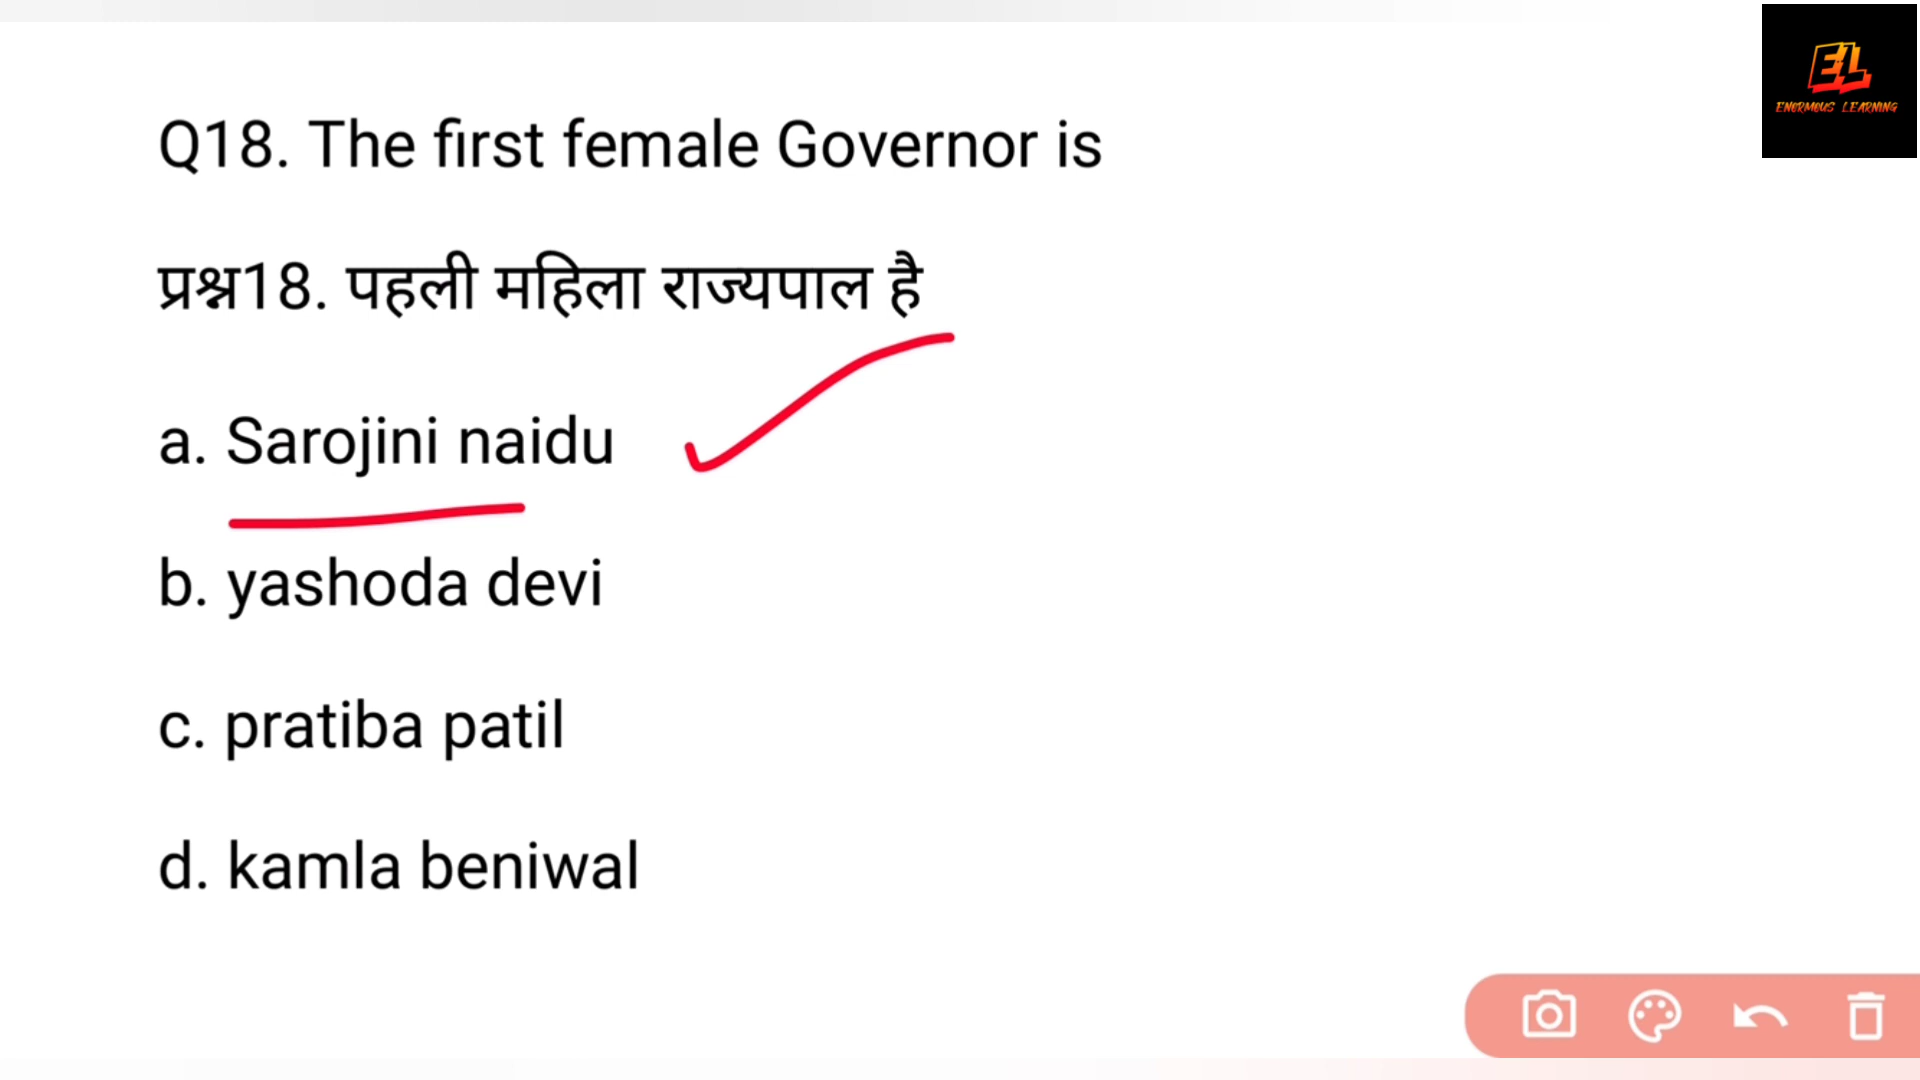 EL
ENORMOUS LEARNING
Q18. The first female Governor is
प्रश्न18. पहली महिला राज्यपाल है
a. Sarojini naidu
b. yashoda devi
c. pratiba patil
d. kamla beniwal